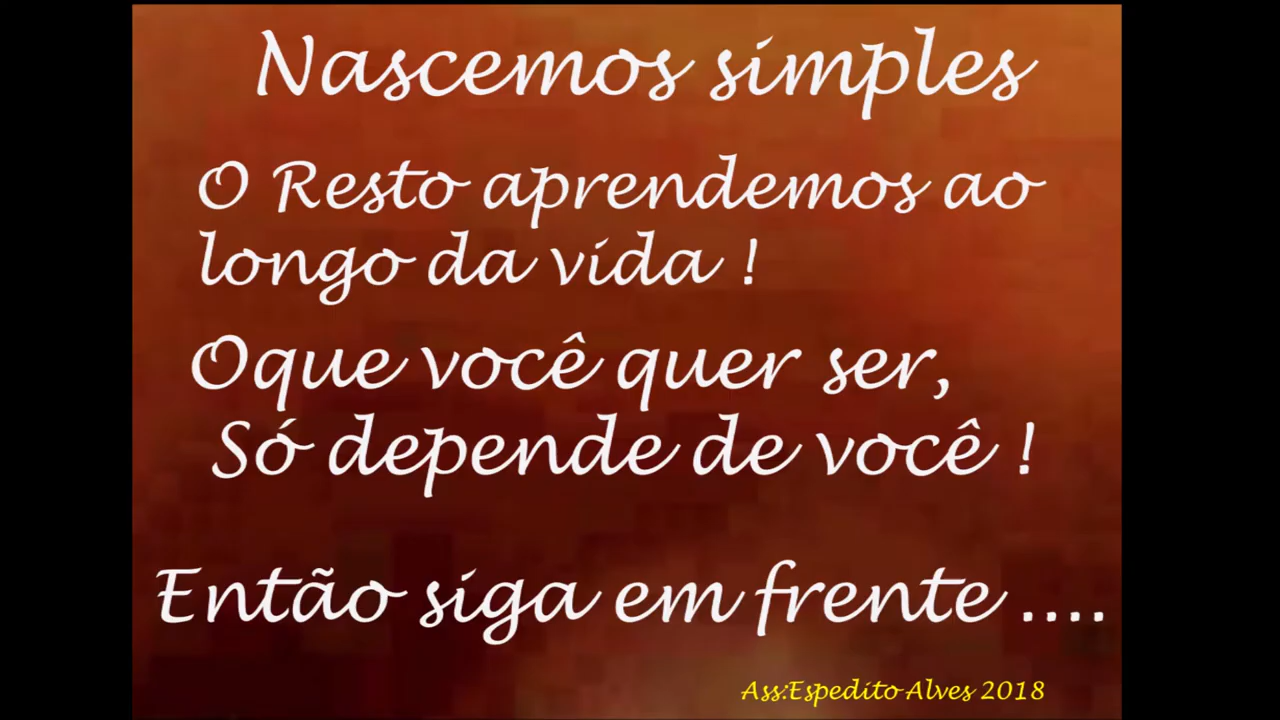 Nascemos simples
O Resto aprendemos ao
longo da vida !
Oque você quer ser,
Só depende de você !
Então siga em frente ....
Ass:Espedito Alves 2018